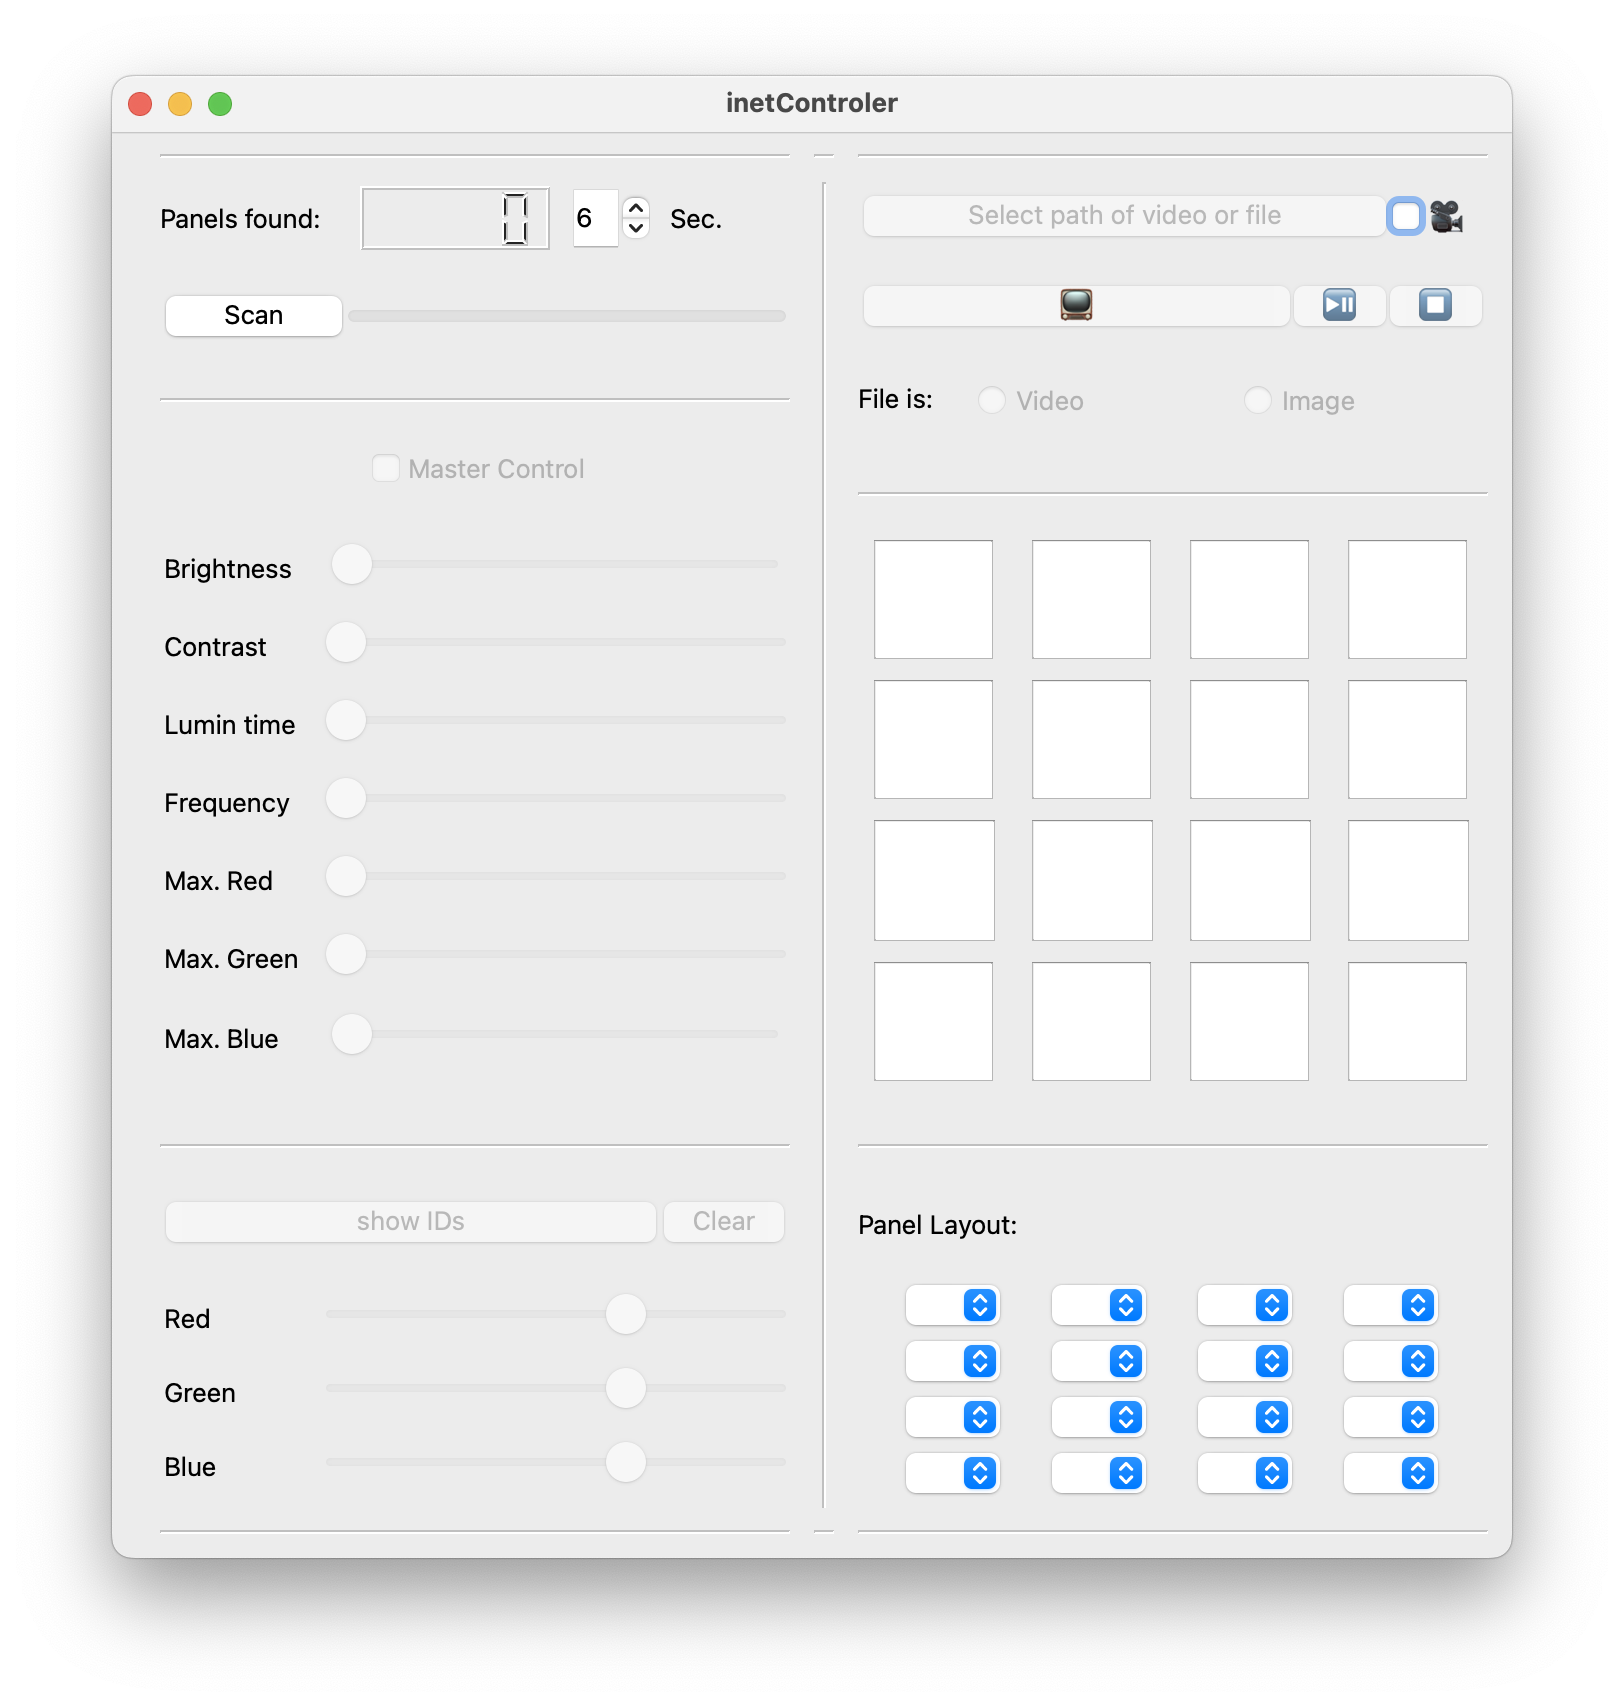 inetControler
Panels found: 0 6 Sec.
Scan
Master Control
Brightness
Contrast
Lumin time
Frequency
Max. Red
Max. Green
Max. Blue
show IDs Clear
Red
Green
Blue
Select path of video or file
File is: Video Image
Panel Layout: